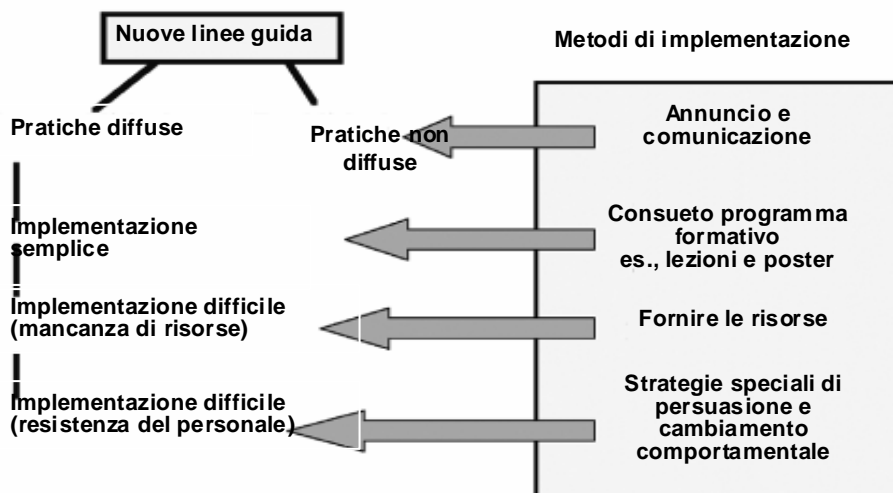 Nuove linee guida
Metodi di implementazione
Pratiche diffuse
Pratiche non
diffuse
Annuncio e
comunicazione
Implementazione
semplice
Consueto programma
formativo
es., lezioni e poster
Implementazione difficile
(mancanza di risorse)
Fornire le risorse
Implementazione difficile
(resistenza del personale)
Strategie speciali di
persuasione e
cambiamento
comportamentale